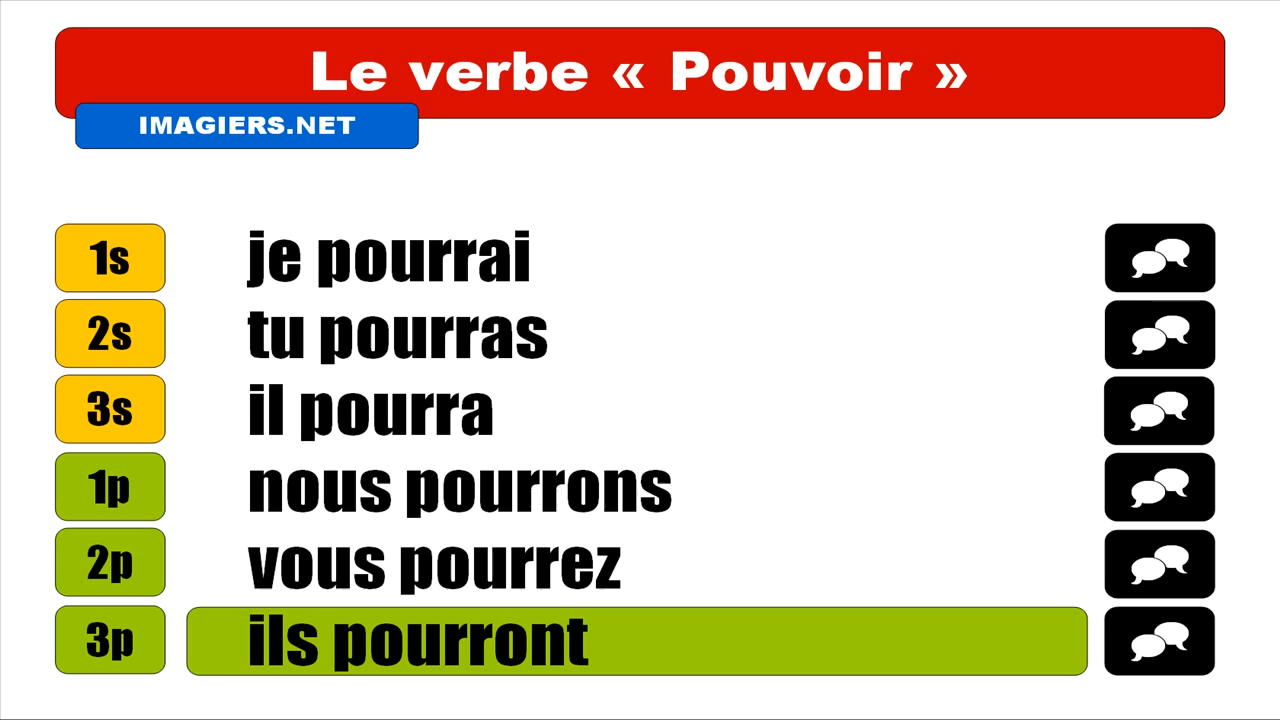 Le verbe « Pouvoir »
IMAGIERS.NET
1s je pourrai
2s tu pourras
3s il pourra
1p nous pourrons
2p vous pourrez
3p ils pourront